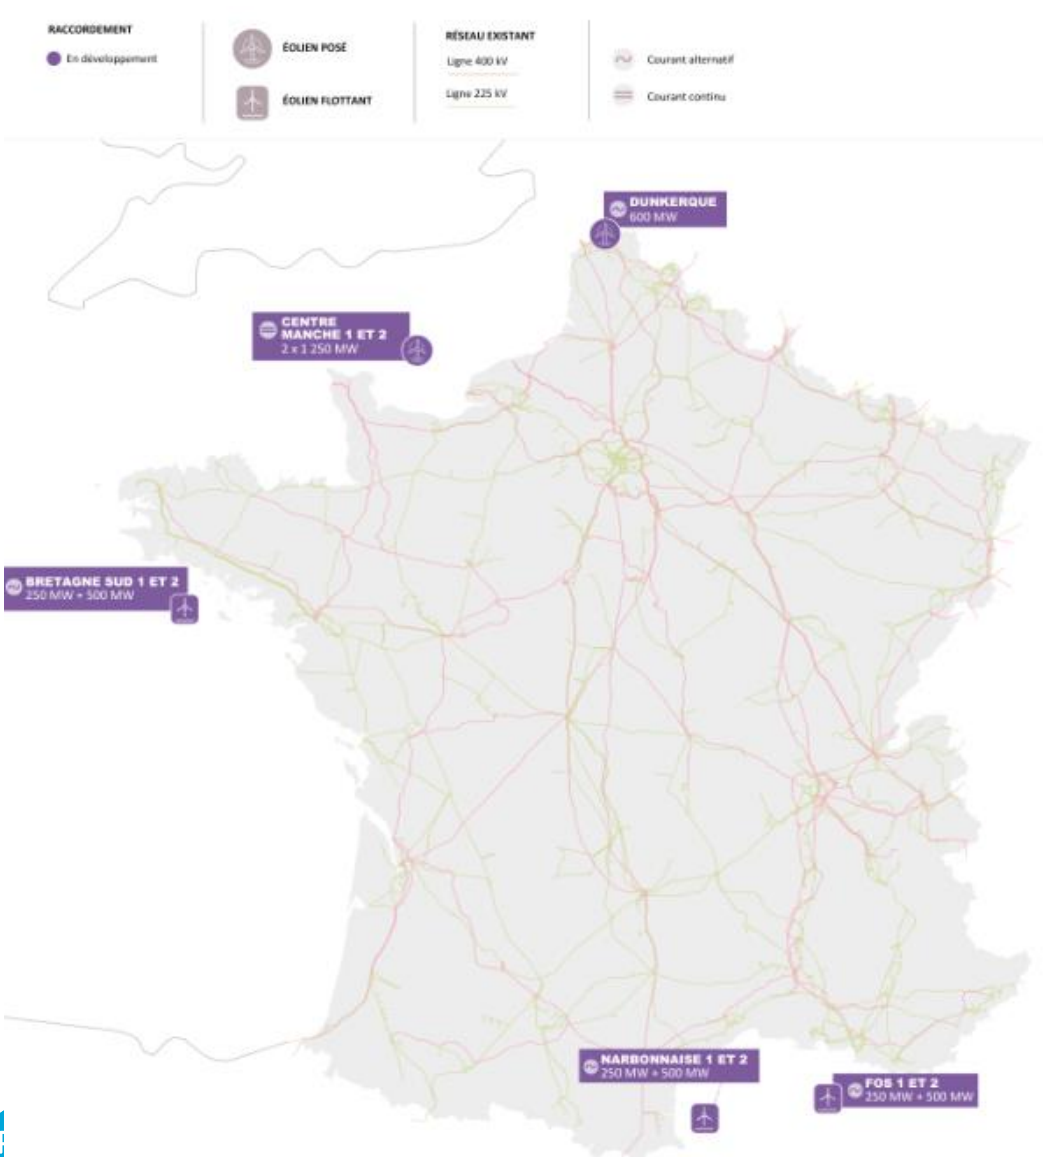 RACCORDEMENT
En développement
ÉOLIEN POSÉ
ÉOLIEN FLOTTANT
RÉSEAU EXISTANT
Ligne 400 kV
Ligne 225 kV
Courant alternatif
Courant continu
DUNKERQUE
600 MW
CENTRE
MANCHE 1 ET 2
2 x 1 250 MW
BRETAGNE SUD 1 ET 2
250 MW + 500 MW
NARBONNAISE 1 ET 2
250 MW + 500 MW
FOS 1 ET 2
250 MW + 500 MW